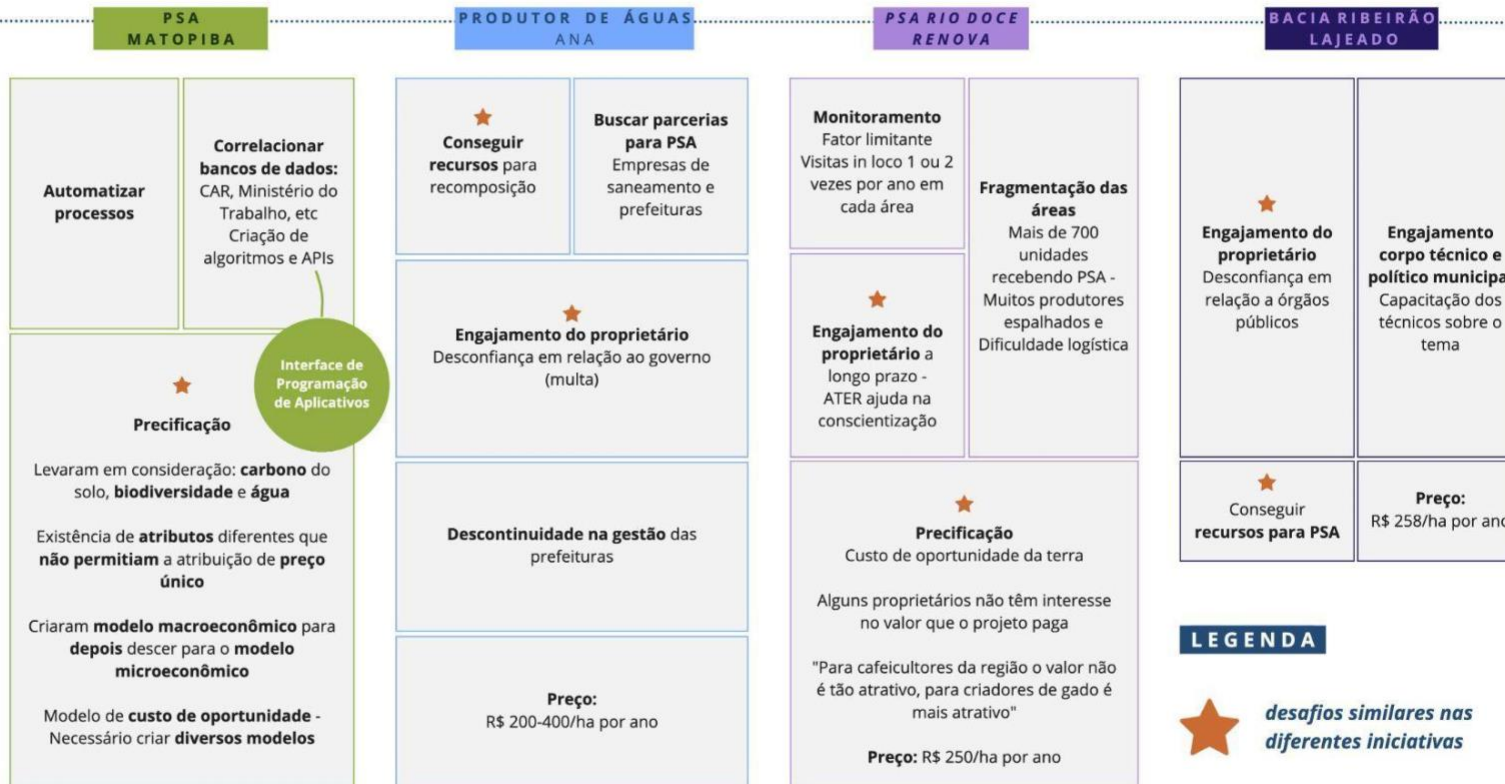 PSA
MATOPIBA
PRODUTOR DE ÁGUAS
ANA
PSA RIO DOCE
RENOVA
BACIA RIBEIRÃO
LAJEADO
Automatizar
processos
Correlacionar
bancos de dados:
CAR, Ministério do
Trabalho, etc
Criação de
algoritmos e APIs
Interface de
Programação
de Aplicativos
Precificação
Levaram em consideração: carbono do
solo, biodiversidade e água
Existência de atributos diferentes que
não permitiam a atribuição de preço
único
Criaram modelo macroeconômico para
depois descer para o modelo
microeconômico
Modelo de custo de oportunidade -
Necessário criar diversos modelos
Conseguir
recursos para
recomposição
Buscar parcerias
para PSA
Empresas de
saneamento e
prefeituras
Engajamento do proprietário
Desconfiança em relação ao governo
(multa)
Descontinuidade na gestão das
prefeituras
Preço:
R$ 200-400/ha por ano
Monitoramento
Fator limitante
Visitas in loco 1 ou 2
vezes por ano em
cada área
Engajamento do
proprietário a
longo prazo -
ATER ajuda na
conscientização
Fragmentação das
áreas
Mais de 700
unidades
recebendo PSA -
Muitos produtores
espalhados e
Dificuldade logística
Precificação
Custo de oportunidade da terra
Alguns proprietários não têm interesse
no valor que o projeto paga
"Para cafeicultores da região o valor não
é tão atrativo, para criadores de gado é
mais atrativo"
Preço: R$ 250/ha por ano
Engajamento do
proprietário
Desconfiança em
relação a órgãos
públicos
Engajamento
corpo técnico e
político municipa
Capacitação dos
técnicos sobre o
tema
Conseguir
recursos para PSA
Preço:
R$ 258/ha por ano
LEGENDA
desafios similares nas
diferentes iniciativas